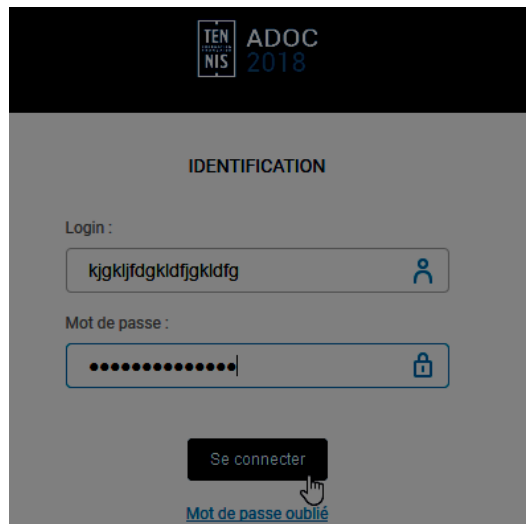 TEN
NIS
ADOC
2018
IDENTIFICATION
Login :
kjgkljfdgkldfjgkldfg
Mot de passe :
●●●●●●●●●●●●●●
Se connecter
Mot de passe oublié